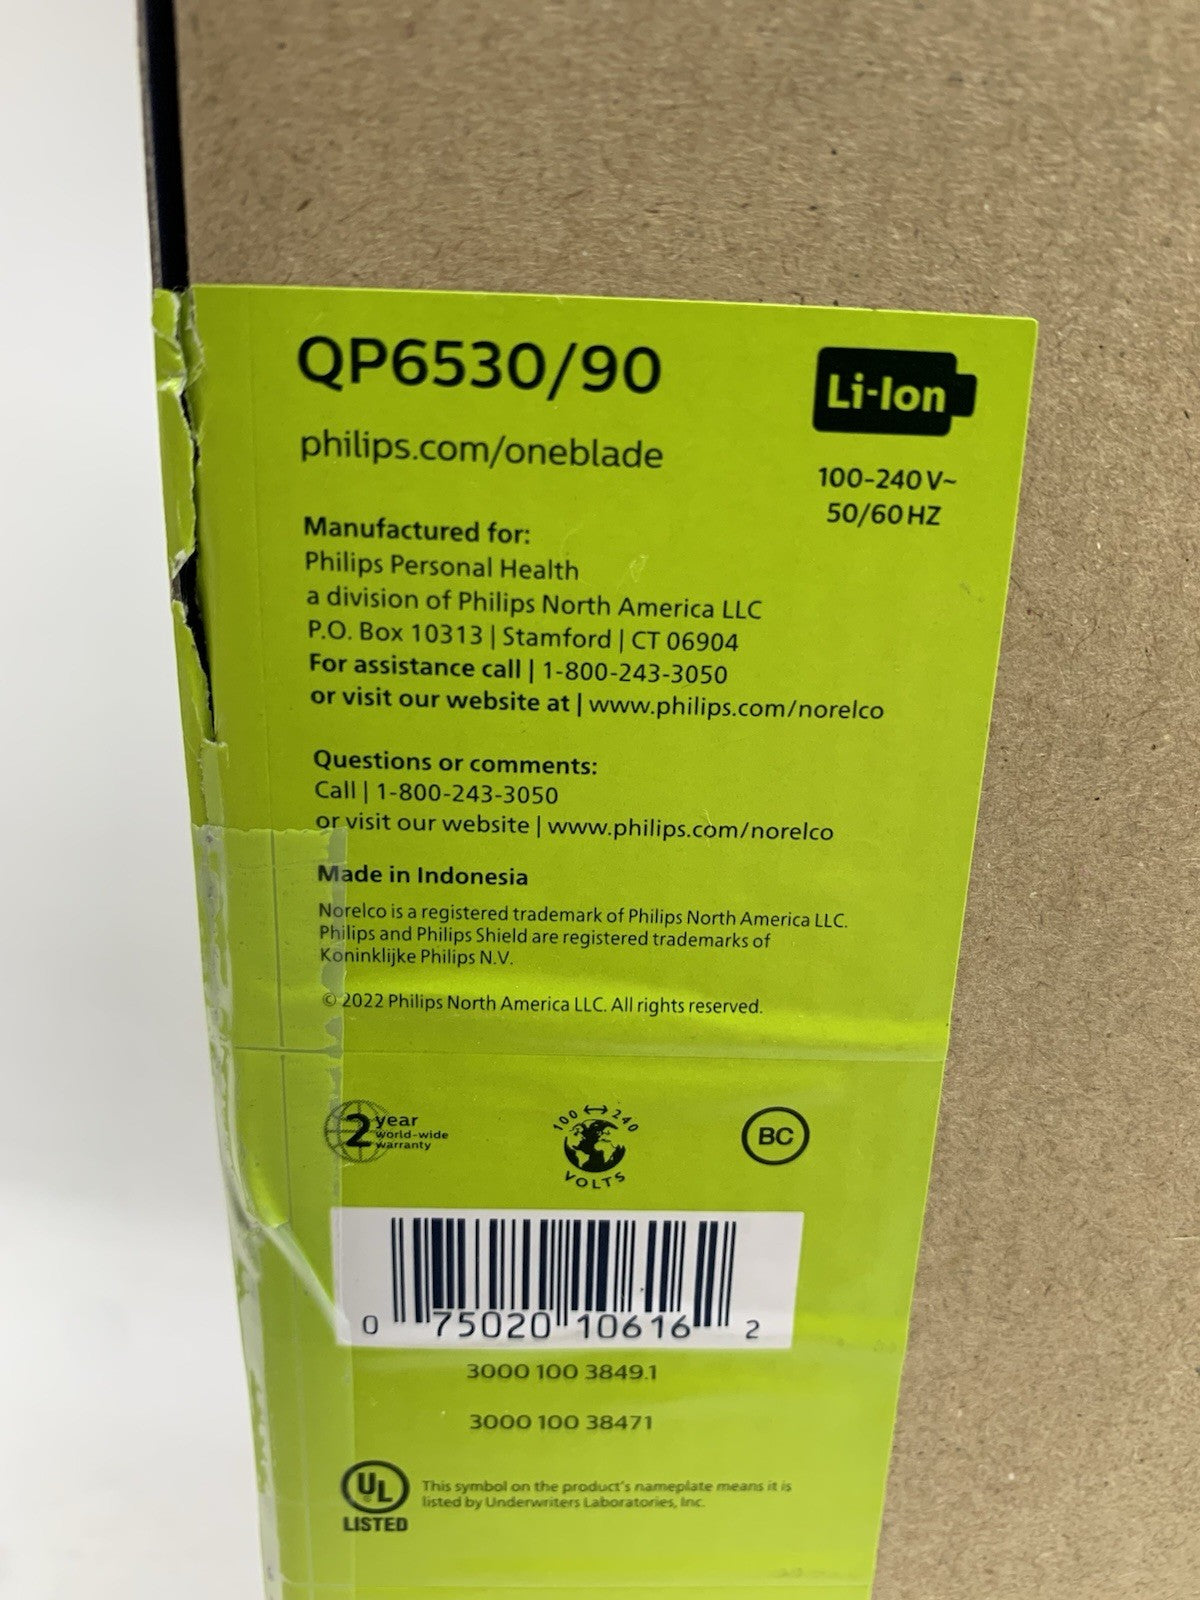 QP6530/90
Li-Ion
philips.com/oneblade
100-240 V~
50/60 HZ
Manufactured for:
Philips Personal Health
a division of Philips North America LLC
P.O. Box 10313 | Stamford | CT 06904
For assistance call | 1-800-243-3050
or visit our website at | www.philips.com/norelco
Questions or comments:
Call | 1-800-243-3050
or visit our website | www.philips.com/norelco
Made in Indonesia
Norelco is a registered trademark of Philips North America LLC.
Philips and Philips Shield are registered trademarks of
Koninklijke Philips N.V.
© 2022 Philips North America LLC. All rights reserved.
2 year
world-wide
warranty
100 ↔ 240
VOLTS
BC
0 75020 10616 2
3000 100 3849.1
3000 100 38471
UL
LISTED
This symbol on the product's nameplate means it is
listed by Underwriters Laboratories, Inc.